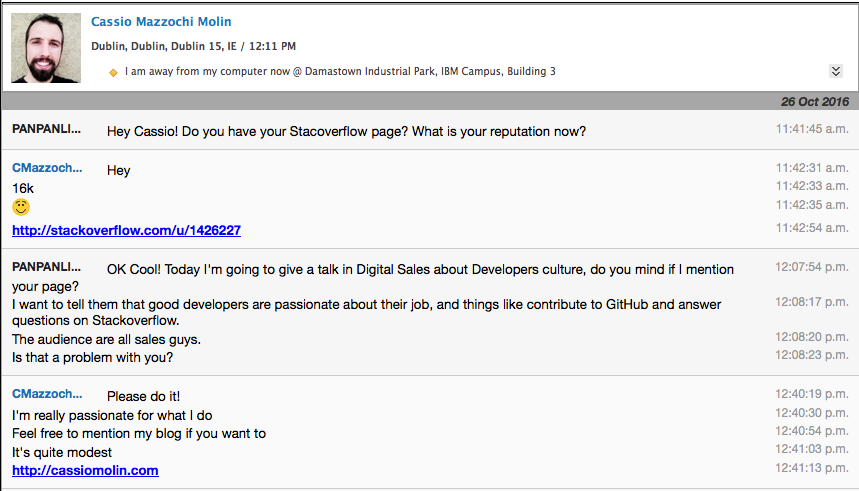 Cassio Mazzochi Molin
Dublin, Dublin, Dublin 15, IE / 12:11 PM
I am away from my computer now @ Damastown Industrial Park, IBM Campus, Building 3
26 Oct 2016
PANPANLI... Hey Cassio! Do you have your Stacoverflow page? What is your reputation now? 11:41:45 a.m.
CMazzoch... Hey 11:42:31 a.m.
16k 11:42:33 a.m.
11:42:35 a.m.
http://stackoverflow.com/u/1426227 11:42:54 a.m.
PANPANLI... OK Cool! Today I'm going to give a talk in Digital Sales about Developers culture, do you mind if I mention 12:07:54 p.m.
your page?
I want to tell them that good developers are passionate about their job, and things like contribute to GitHub and answer 12:08:17 p.m.
questions on Stackoverflow.
The audience are all sales guys. 12:08:20 p.m.
Is that a problem with you? 12:08:23 p.m.
CMazzoch... Please do it! 12:40:19 p.m.
I'm really passionate for what I do 12:40:30 p.m.
Feel free to mention my blog if you want to 12:40:54 p.m.
It's quite modest 12:41:03 p.m.
http://cassiomolin.com 12:41:13 p.m.